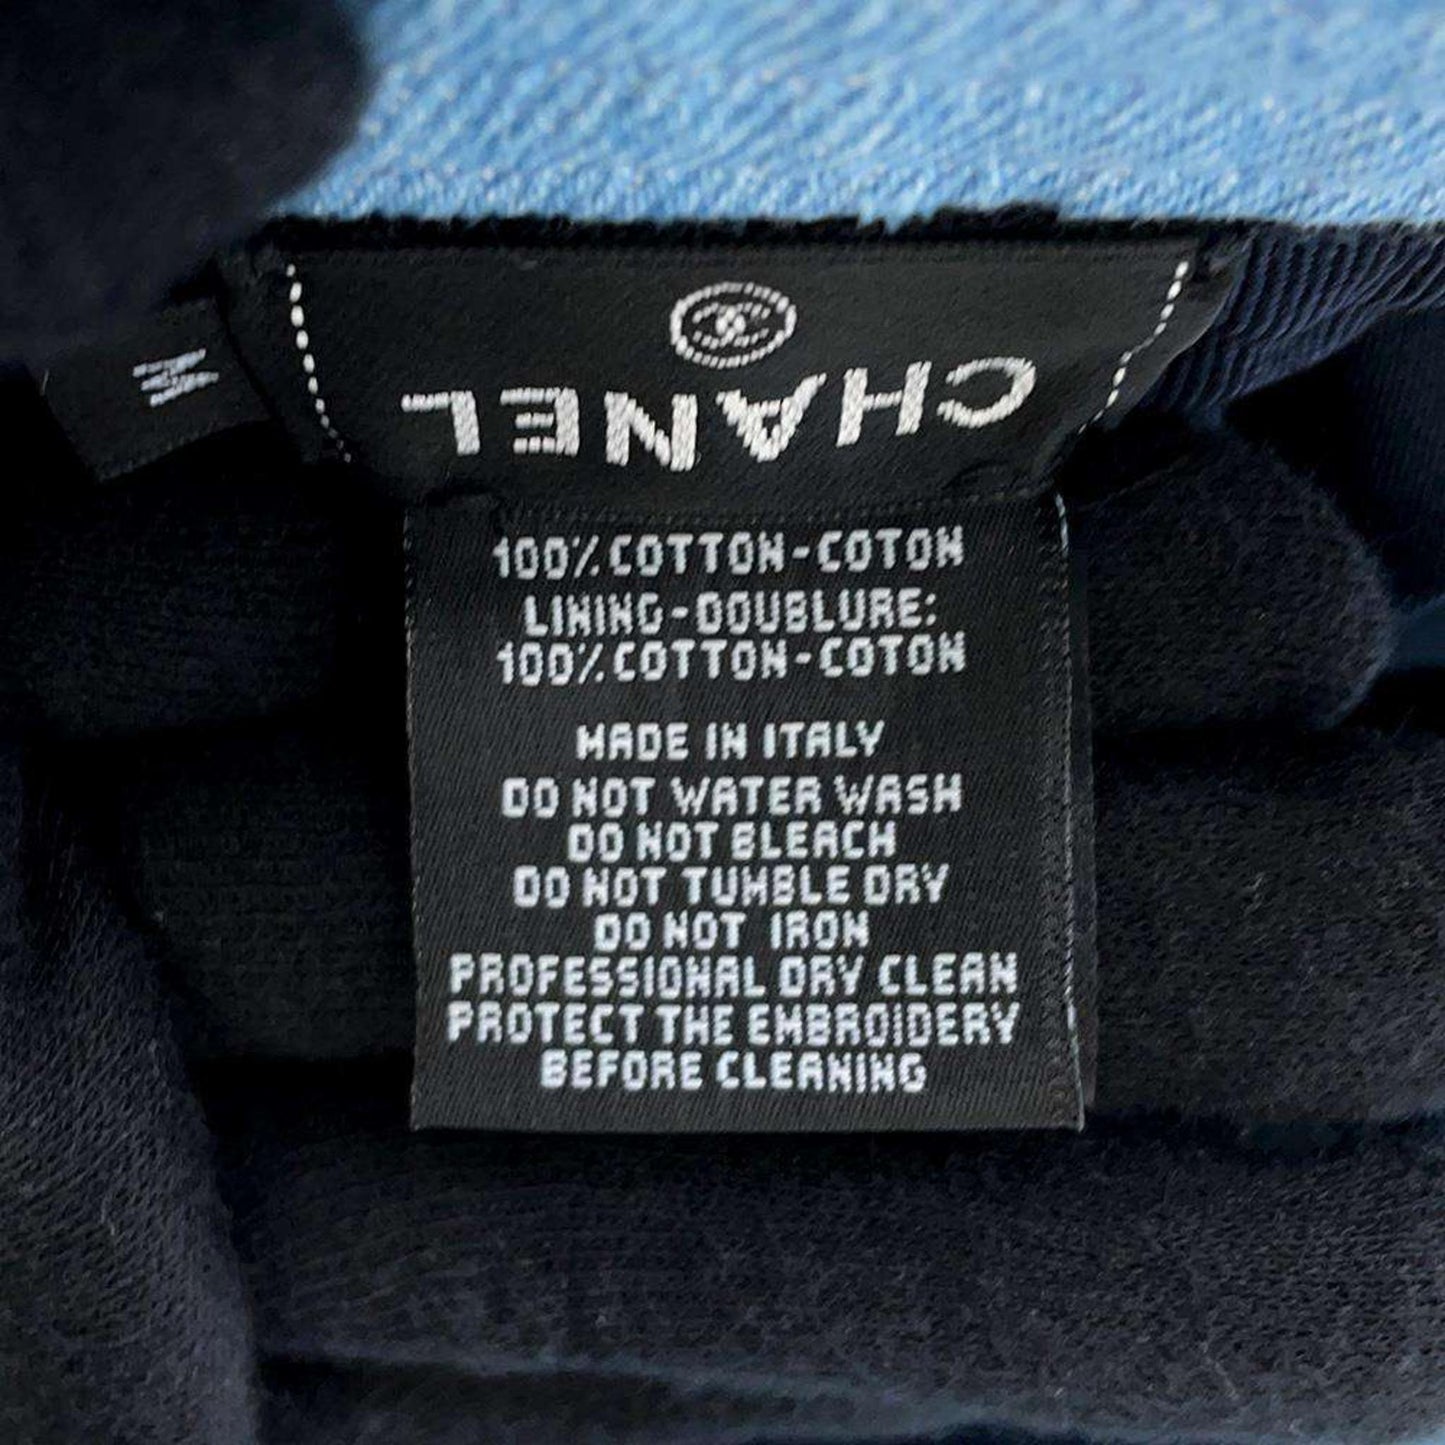 M
CHANEL
100% COTTON-COTON
LINING-DOUBLURE:
100% COTTON-COTON
MADE IN ITALY
DO NOT WATER WASH
DO NOT BLEACH
DO NOT TUMBLE DRY
DO NOT IRON
PROFESSIONAL DRY CLEAN
PROTECT THE EMBROIDERY
BEFORE CLEANING